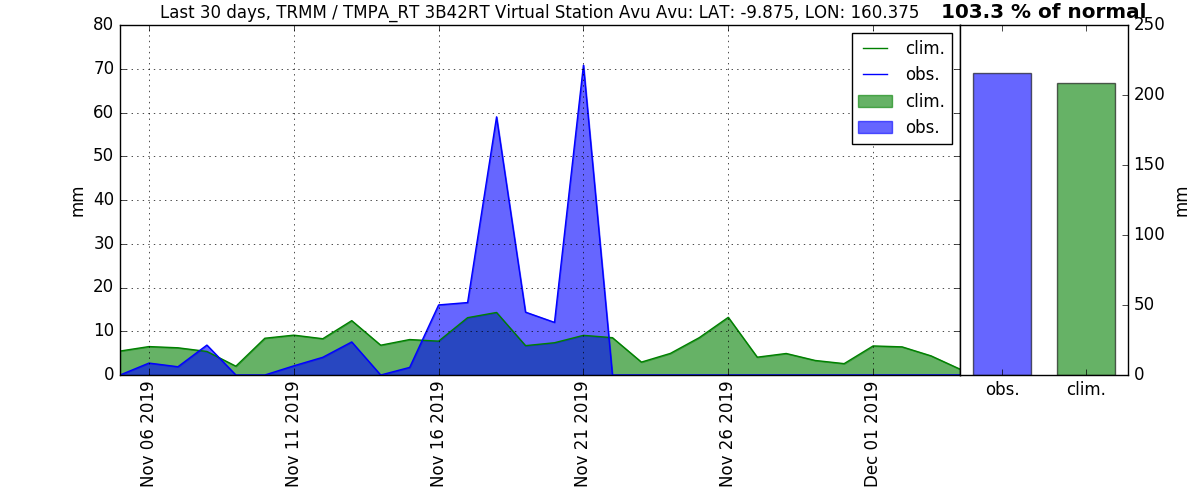 Last 30 days, TRMM / TMPA_RT 3B42RT Virtual Station Avu Avu: LAT: -9.875, LON: 160.375
103.3 % of normal
80
70
60
50
40
30
20
10
0
mm
clim.
obs.
clim.
obs.
250
200
150
100
50
0
mm
Nov 06 2019
Nov 11 2019
Nov 16 2019
Nov 21 2019
Nov 26 2019
Dec 01 2019
obs.
clim.